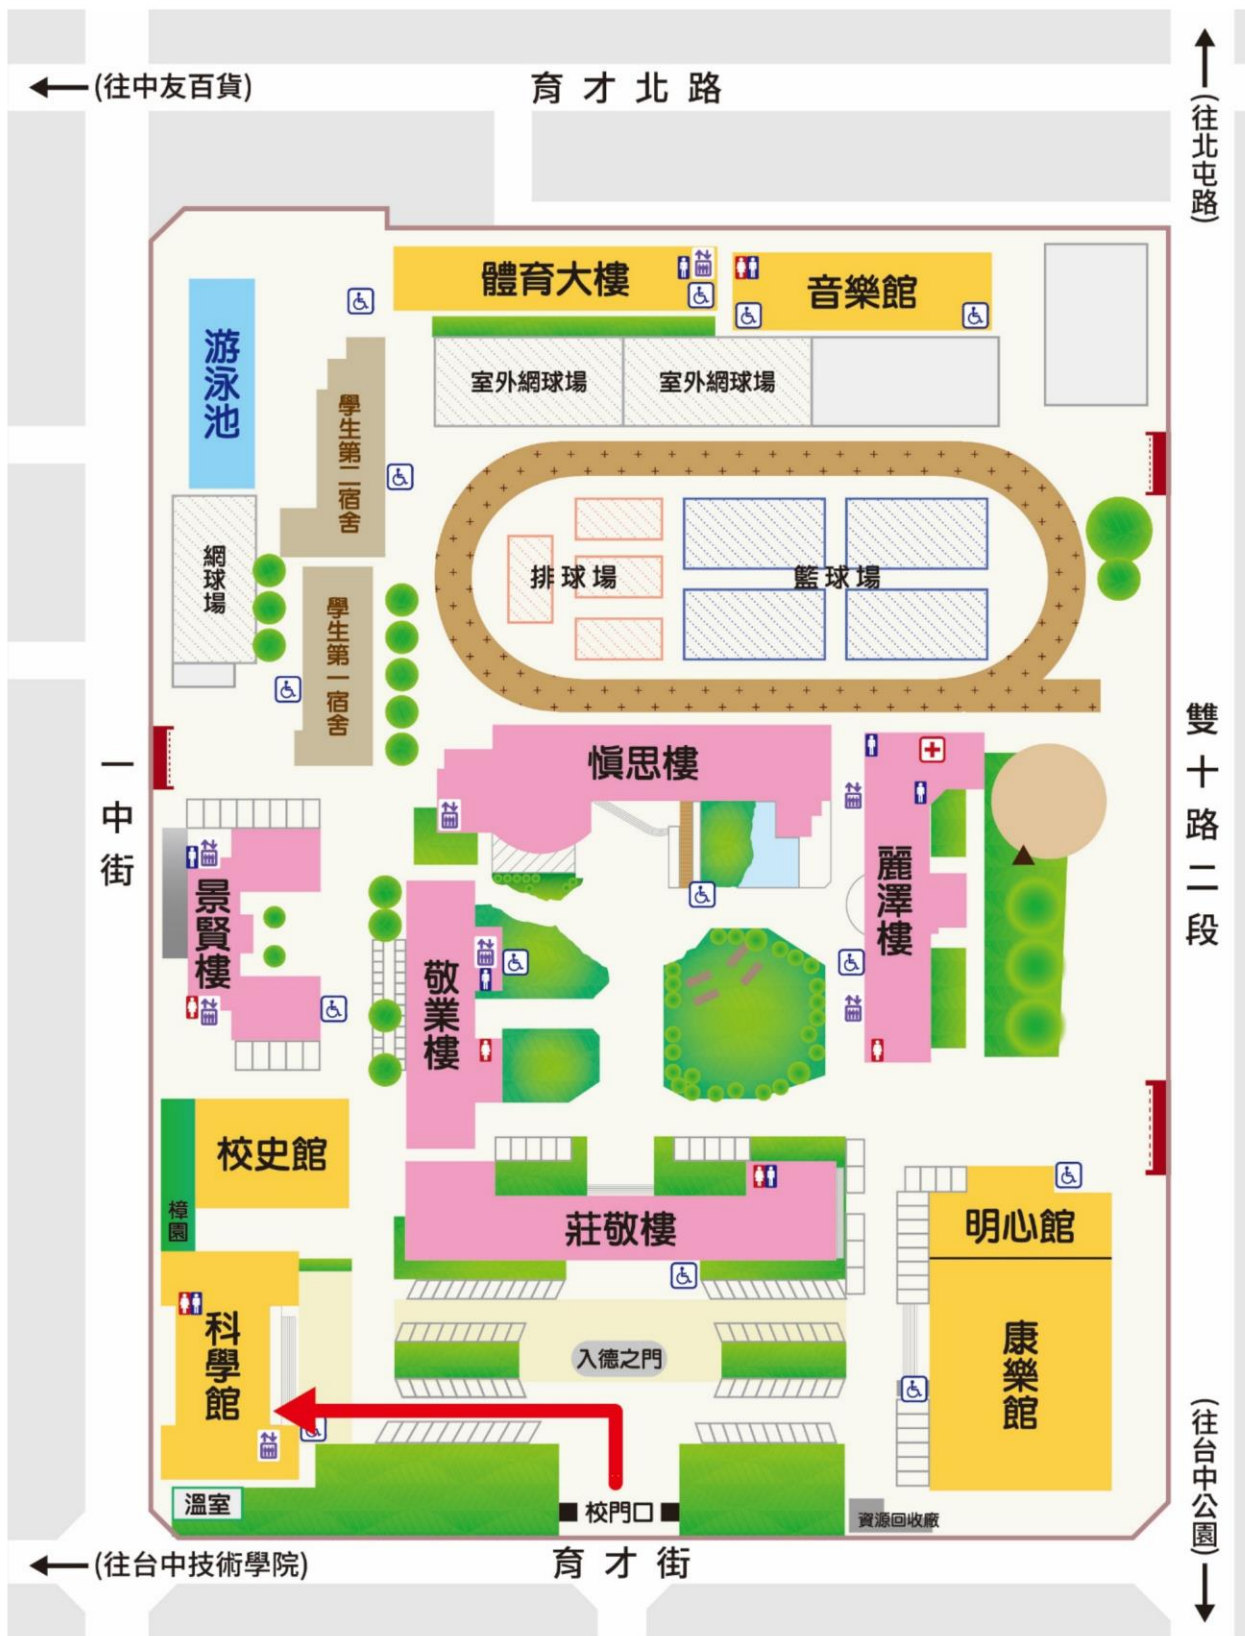 育才北路
(往中友百貨)
(往北屯路)
體育大樓
音樂館
游泳池
室外網球場
室外網球場
學生第二宿舍
網球場
排球場
籃球場
學生第一宿舍
一中街
雙十路二段
慎思樓
麗澤樓
景賢樓
敬業樓
校史館
樟園
莊敬樓
明心館
科學館
入德之門
康樂館
溫室
校門口
資源回收廠
(往台中公園)
(往台中技術學院)
育才街